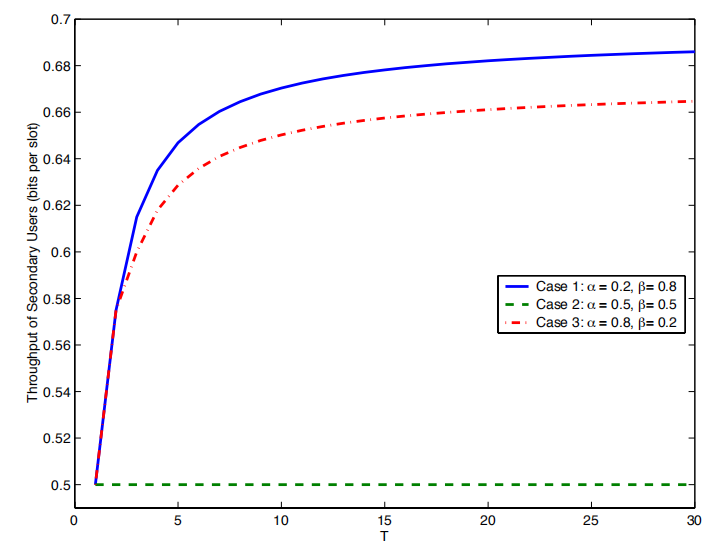 0.7
0.68
0.66
0.64
0.62
0.6
0.58
0.56
0.54
0.52
0.5
Throughput of Secondary Users (bits per slot)
Case 1: α = 0.2, β= 0.8
Case 2: α = 0.5, β= 0.5
Case 3: α = 0.8, β= 0.2
0 5 10 15 20 25 30
T